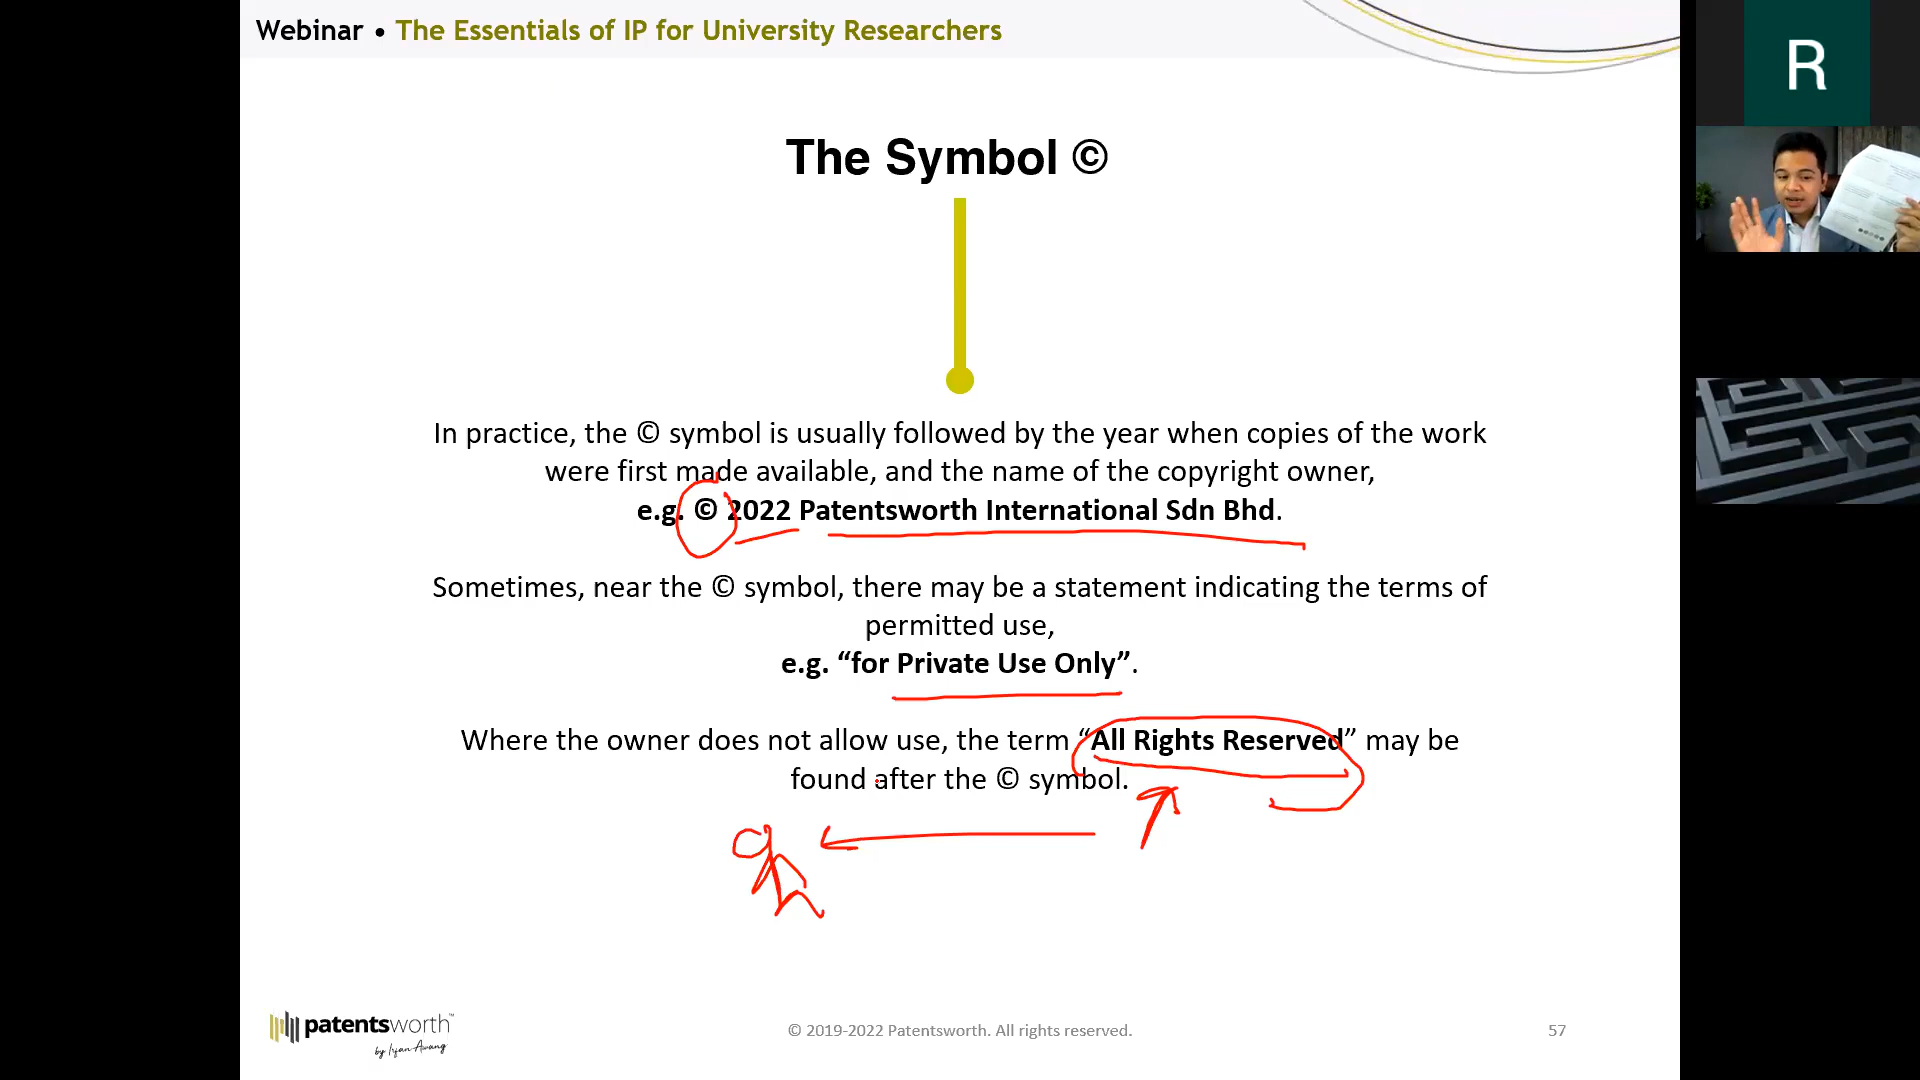 Webinar • The Essentials of IP for University Researchers
R
The Symbol ©
In practice, the © symbol is usually followed by the year when copies of the work
were first made available, and the name of the copyright owner,
e.g. © 2022 Patentsworth International Sdn Bhd.
Sometimes, near the © symbol, there may be a statement indicating the terms of
permitted use,
e.g. “for Private Use Only”.
Where the owner does not allow use, the term “All Rights Reserved” may be
found after the © symbol.
patentsworth™
by Irfan Awang
© 2019-2022 Patentsworth. All rights reserved.
57